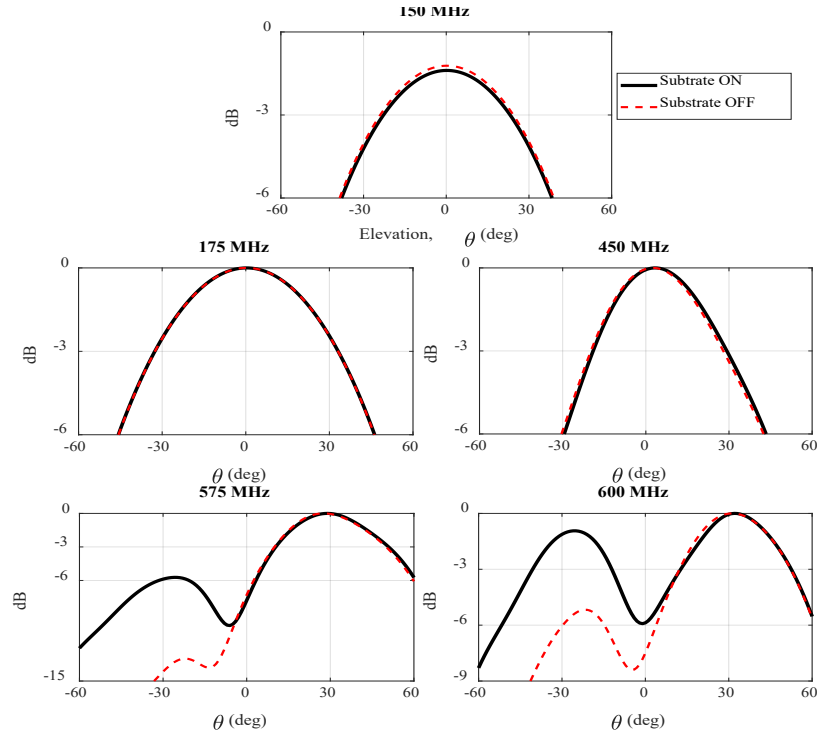 150 MHz
0
-3
-6
dB
-60
-30
0
30
60
Elevation, θ (deg)
Subtrate ON
Substrate OFF
175 MHz
0
-3
-6
dB
-60
-30
0
30
60
θ (deg)
450 MHz
0
-3
-6
dB
-60
-30
0
30
60
θ (deg)
575 MHz
0
-3
-6
-15
dB
-60
-30
0
30
60
θ (deg)
600 MHz
0
-3
-6
-9
dB
-60
-30
0
30
60
θ (deg)